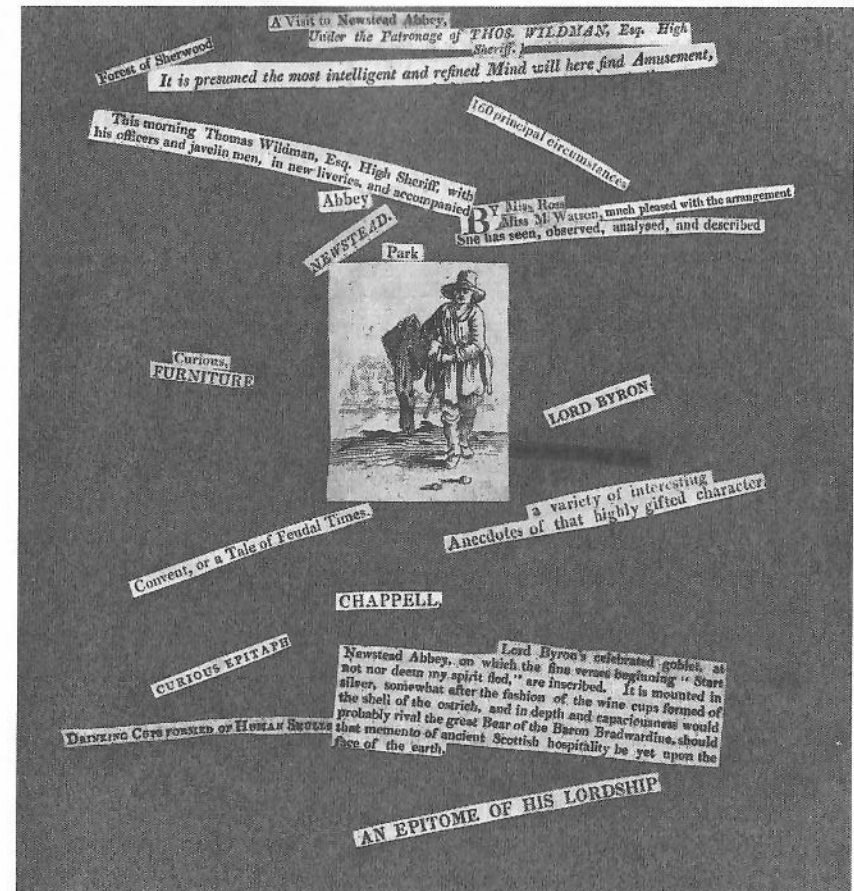 A Visit to Newstead Abbey,
Under the Patronage of THOS. WILDMAN, Esq. High
Sheriff.
Forest of Sherwood
It is presumed the most intelligent and refined Mind will here find Amusement,
160 principal circumstances
This morning Thomas Wildman, Esq. High Sheriff, with
his officers and javelin men, in new liveries, and accompanied
Abbey
BY Miss Ross
Miss M. Watson, much pleased with the arrangement
She has seen, observed, analysed, and described
NEWSTEAD.
Park
Curious,
FURNITURE
LORD BYRON
a variety of interesting
Anecdotes of that highly gifted character
Convent, or a Tale of Feudal Times.
CHAPPELL,
CURIOUS EPITAPH
Lord Byron's celebrated goblet, at
Newstead Abbey, on which the fine verses beginning "Start
not nor deem my spirit fled," are inscribed. It is mounted in
silver, somewhat after the fashion of the wine cups formed of
the shell of the ostrich, and in depth and capaciousness would
probably rival the great Bear of the Baron Bradwardine, should
that memento of ancient Scottish hospitality be yet upon the
face of the earth.
DRINKING CUPS FORMED OF HUMAN SKULLS
AN EPITOME OF HIS LORDSHIP